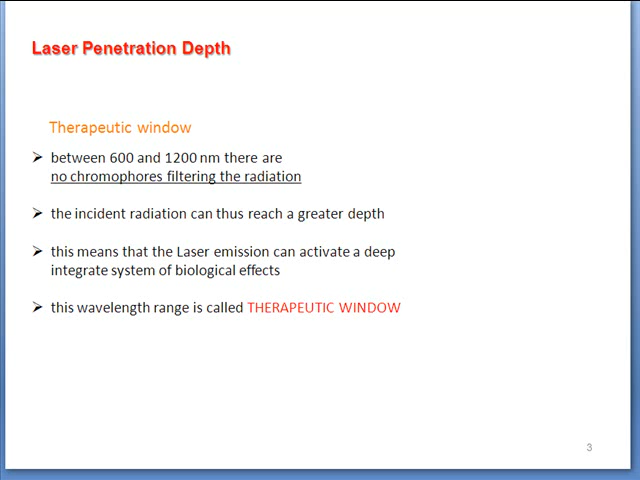 Laser Penetration Depth
Therapeutic window
➢ between 600 and 1200 nm there are
no chromophores filtering the radiation
➢ the incident radiation can thus reach a greater depth
➢ this means that the Laser emission can activate a deep
integrate system of biological effects
➢ this wavelength range is called THERAPEUTIC WINDOW
3